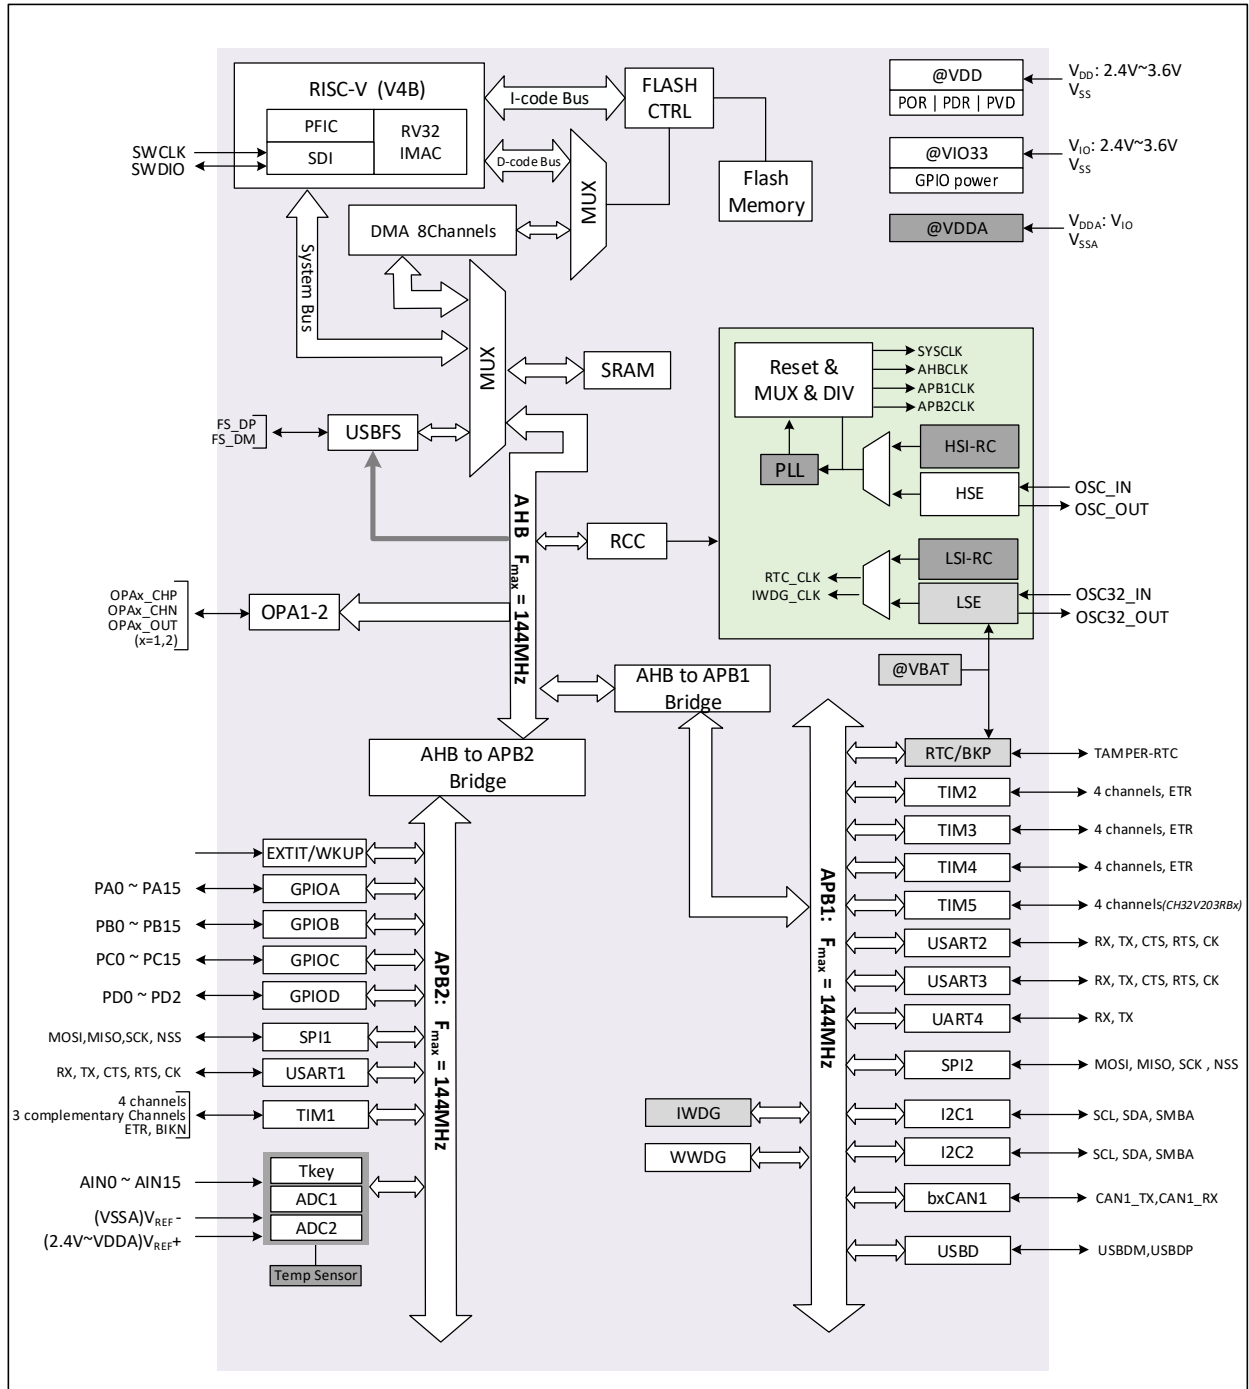 RISC-V (V4B)
PFIC
SDI
RV32
IMAC
SWCLK
SWDIO
I-code Bus
D-code Bus
FLASH
CTRL
MUX
Flash
Memory
DMA 8Channels
System Bus
MUX
SRAM
FS_DP
FS_DM
USBFS
@VDD
POR | PDR | PVD
VDD: 2.4V~3.6V
VSS
@VIO33
GPIO power
VIO: 2.4V~3.6V
VSS
@VDDA
VDDA: VIO
VSSA
Reset &
MUX & DIV
SYSCLK
AHBCLK
APB1CLK
APB2CLK
PLL
HSI-RC
HSE
OSC_IN
OSC_OUT
LSI-RC
LSE
RTC_CLK
IWDG_CLK
OSC32_IN
OSC32_OUT
RCC
AHB Fmax = 144MHz
OPAx_CHP
OPAx_CHN
OPAx_OUT
(x=1,2)
OPA1-2
@VBAT
AHB to APB1
Bridge
AHB to APB2
Bridge
EXTIT/WKUP
PA0 ~ PA15
GPIOA
PB0 ~ PB15
GPIOB
PC0 ~ PC15
GPIOC
PD0 ~ PD2
GPIOD
MOSI,MISO,SCK, NSS
SPI1
RX, TX, CTS, RTS, CK
USART1
4 channels
3 complementary Channels
ETR, BIKN
TIM1
AIN0 ~ AIN15
(VSSA)VREF -
(2.4V~VDDA)VREF+
Tkey
ADC1
ADC2
Temp Sensor
APB2: Fmax = 144MHz
IWDG
WWDG
APB1: Fmax = 144MHz
RTC/BKP
TAMPER-RTC
TIM2
4 channels, ETR
TIM3
4 channels, ETR
TIM4
4 channels, ETR
TIM5
4 channels(CH32V203RBx)
USART2
RX, TX, CTS, RTS, CK
USART3
RX, TX, CTS, RTS, CK
UART4
RX, TX
SPI2
MOSI, MISO, SCK , NSS
I2C1
SCL, SDA, SMBA
I2C2
SCL, SDA, SMBA
bxCAN1
CAN1_TX,CAN1_RX
USBD
USBDM,USBDP